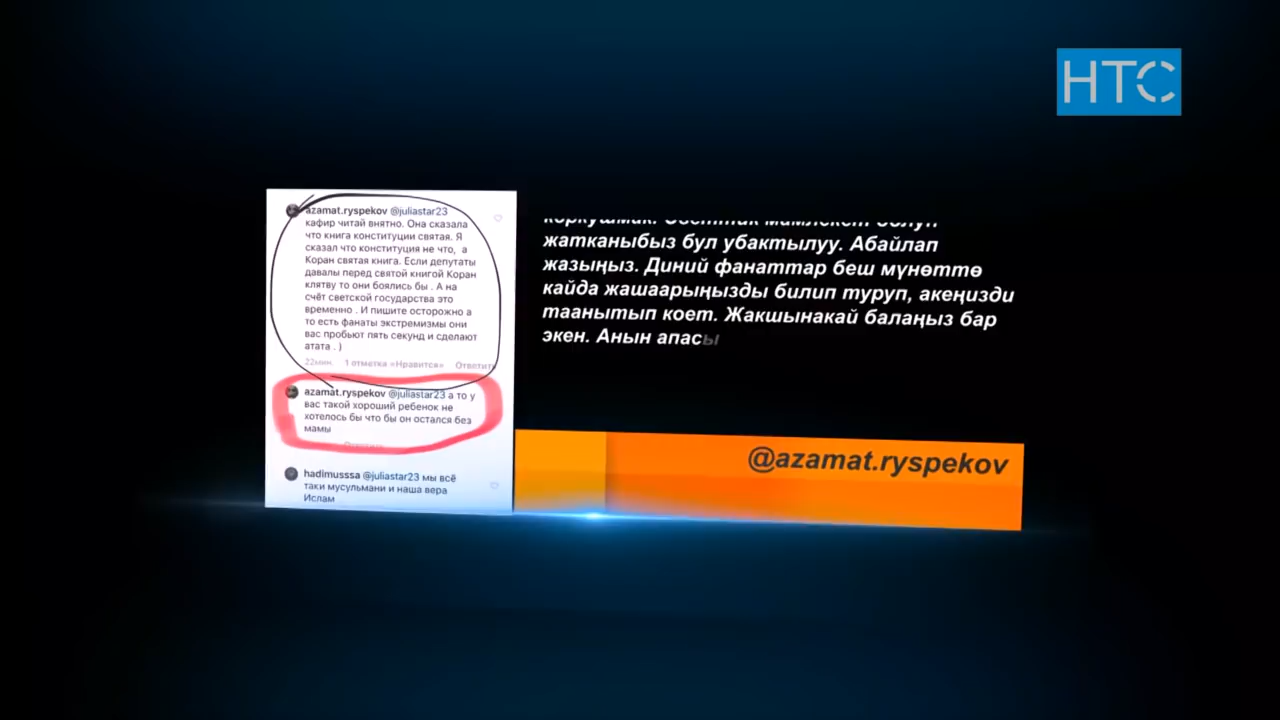 НТС
azamat.ryspekov @juliastar23
кафир читай внятно. Она сказала
что книга конституции святая. Я
сказал что конституция не что, а
Коран святая книга. Если депутаты
давалы перед святой книгой Коран
клятву то они боялись бы . А на
счёт светской государства это
временно . И пишите осторожно а
то есть фанаты экстремизмы они
вас пробьют пять секунд и сделают
атата . )
22мин. 1 отметка «Нравится» Ответить
azamat.ryspekov @juliastar23 а то у
вас такой хороший ребенок не
хотелось бы что бы он остался без
мамы
Ответить
hadimusssa @juliastar23 мы всё
таки мусульмани и наша вера
Ислам
жатканыбыз бул убактылуу. Абайлап
жазыңыз. Диний фанаттар беш мүнөттө
кайда жашаарыңызды билип туруп, акеңизди
таанытып коет. Жакшынакай балаңыз бар
экен. Анын апасы
@azamat.ryspekov